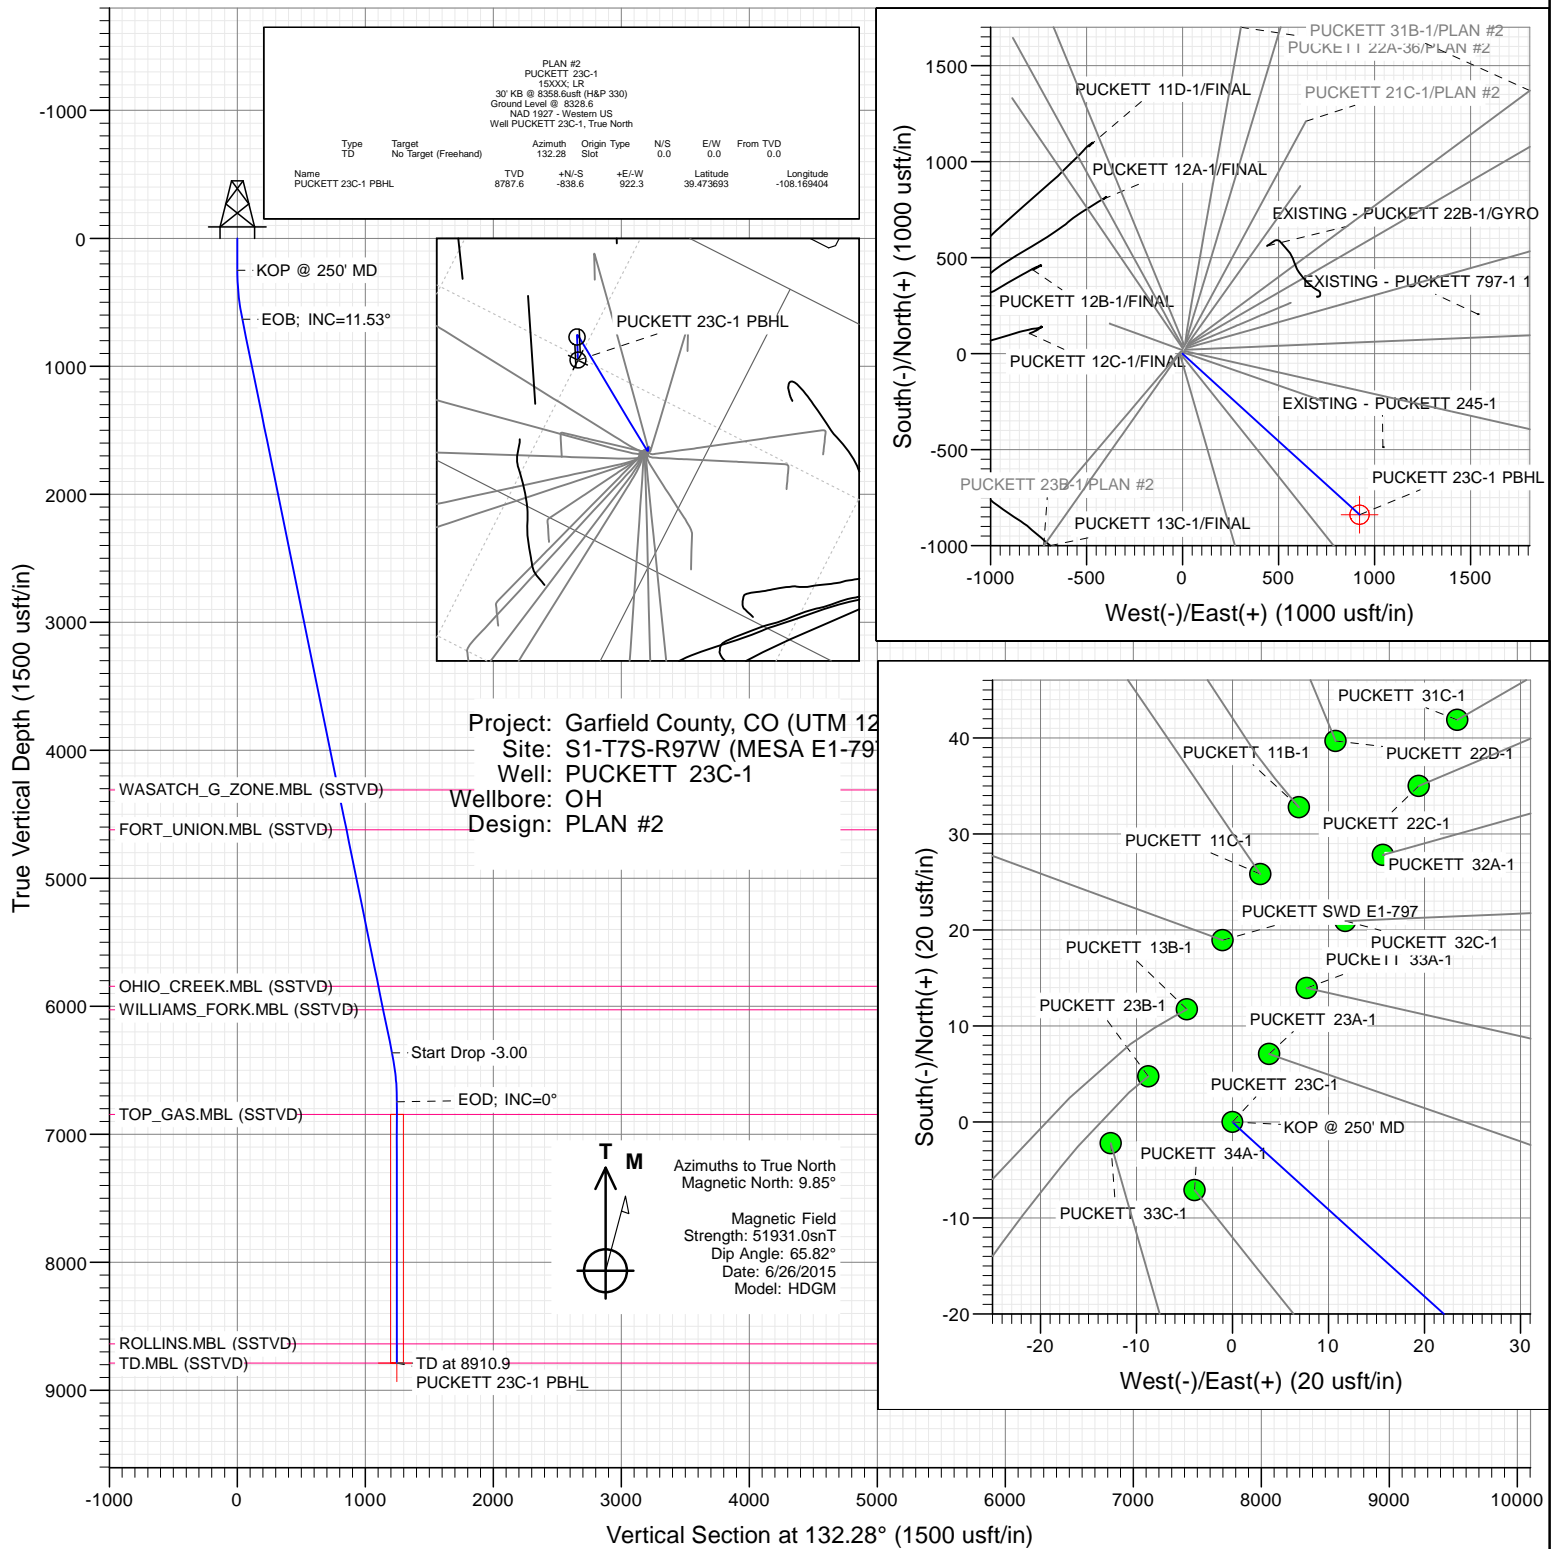 PLAN #2
PUCKETT 23C-1
15XXX; LR
30' KB @ 8358.6usft (H&P 330)
Ground Level @ 8328.6
NAD 1927 - Western US
Well PUCKETT 23C-1, True North
Type Target Azimuth Origin Type N/S E/W From TVD
TD No Target (Freehand) 132.28 Slot 0.0 0.0 0.0
Name TVD +N/-S +E/-W Latitude Longitude
PUCKETT 23C-1 PBHL 8787.6 -838.6 922.3 39.473693 -108.169404
True Vertical Depth (1500 usft/in)
-1000
0
1000
2000
3000
4000
5000
6000
7000
8000
9000
KOP @ 250' MD
EOB; INC=11.53°
WASATCH_G_ZONE.MBL (SSTVD)
FORT_UNION.MBL (SSTVD)
OHIO_CREEK.MBL (SSTVD)
WILLIAMS_FORK.MBL (SSTVD)
Start Drop -3.00
EOD; INC=0°
TOP_GAS.MBL (SSTVD)
ROLLINS.MBL (SSTVD)
TD.MBL (SSTVD)
TD at 8910.9
PUCKETT 23C-1 PBHL
-1000 0 1000 2000 3000 4000 5000 6000 7000 8000 9000 10000
Vertical Section at 132.28° (1500 usft/in)
PUCKETT 23C-1 PBHL
Project: Garfield County, CO (UTM 12
Site: S1-T7S-R97W (MESA E1-797
Well: PUCKETT 23C-1
Wellbore: OH
Design: PLAN #2
T M
Azimuths to True North
Magnetic North: 9.85°
Magnetic Field
Strength: 51931.0snT
Dip Angle: 65.82°
Date: 6/26/2015
Model: HDGM
South(-)/North(+) (1000 usft/in)
1500
1000
500
0
-500
-1000
PUCKETT 31B-1/PLAN #2
PUCKETT 22A-36/PLAN #2
PUCKETT 11D-1/FINAL
PUCKETT 21C-1/PLAN #2
PUCKETT 12A-1/FINAL
EXISTING - PUCKETT 22B-1/GYRO
EXISTING - PUCKETT 797-1 1
PUCKETT 12B-1/FINAL
PUCKETT 12C-1/FINAL
EXISTING - PUCKETT 245-1
PUCKETT 23C-1 PBHL
PUCKETT 23B-1/PLAN #2
PUCKETT 13C-1/FINAL
-1000 -500 0 500 1000 1500
West(-)/East(+) (1000 usft/in)
South(-)/North(+) (20 usft/in)
40
30
20
10
0
-10
-20
PUCKETT 31C-1
PUCKETT 11B-1
PUCKETT 22D-1
PUCKETT 22C-1
PUCKETT 11C-1
PUCKETT 32A-1
PUCKETT SWD E1-797
PUCKETT 13B-1
PUCKETT 32C-1
PUCKETT 33A-1
PUCKETT 23B-1
PUCKETT 23A-1
PUCKETT 23C-1
KOP @ 250' MD
PUCKETT 34A-1
PUCKETT 33C-1
-20 -10 0 10 20 30
West(-)/East(+) (20 usft/in)